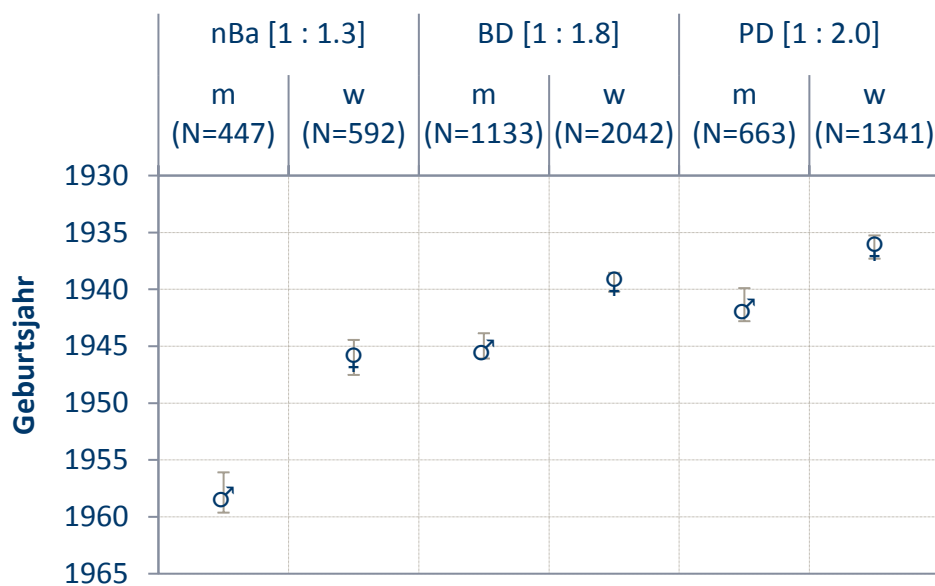 nBa [1 : 1.3] BD [1 : 1.8] PD [1 : 2.0]
m w m w m w
(N=447) (N=592) (N=1133) (N=2042) (N=663) (N=1341)
1930
1935
1940
1945
1950
1955
1960
1965
Geburtsjahr